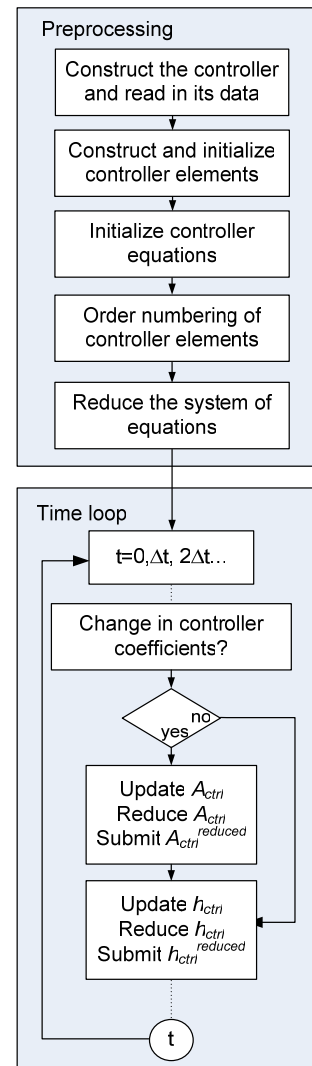 Preprocessing
Construct the controller
and read in its data
Construct and initialize
controller elements
Initialize controller
equations
Order numbering of
controller elements
Reduce the system of
equations
Time loop
t=0,Δt, 2Δt...
Change in controller
coefficients?
no
yes
Update A_ctrl
Reduce A_ctrl
Submit A_ctrl^reduced
Update h_ctrl
Reduce h_ctrl
Submit h_ctrl^reduced
t